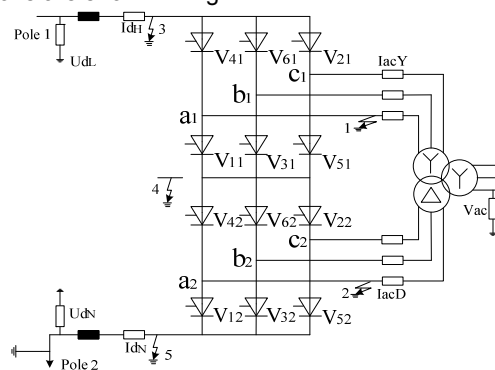 Pole 1
UdL
IdH
3
V41
V61
V21
c1
IacY
b1
a1
1
V11
V31
V51
4
V42
V62
V22
Vac
c2
b2
a2
2
IacD
UdN
V12
V32
V52
IdN
5
Pole 2